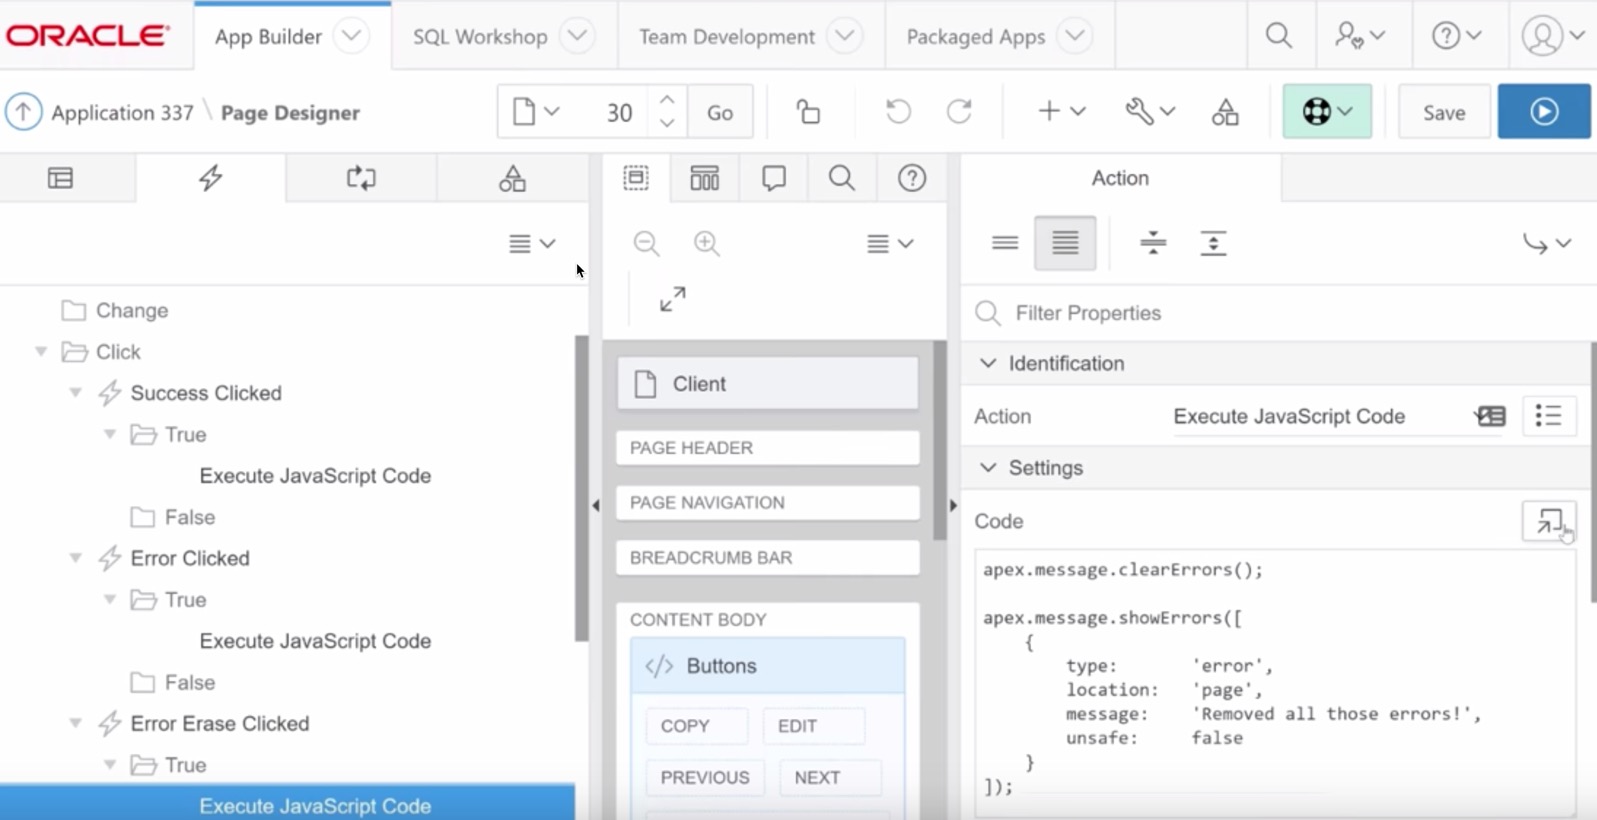 ORACLE
App Builder
SQL Workshop
Team Development
Packaged Apps
Application 337 \ Page Designer
30
Go
Save
Change
Click
Success Clicked
True
Execute JavaScript Code
False
Error Clicked
True
Execute JavaScript Code
False
Error Erase Clicked
True
Execute JavaScript Code
Client
PAGE HEADER
PAGE NAVIGATION
BREADCRUMB BAR
CONTENT BODY
</> Buttons
COPY
EDIT
PREVIOUS
NEXT
Action
Filter Properties
Identification
Action
Execute JavaScript Code
Settings
Code
apex.message.clearErrors();
apex.message.showErrors([
{
type: 'error',
location: 'page',
message: 'Removed all those errors!',
unsafe: false
}
]);